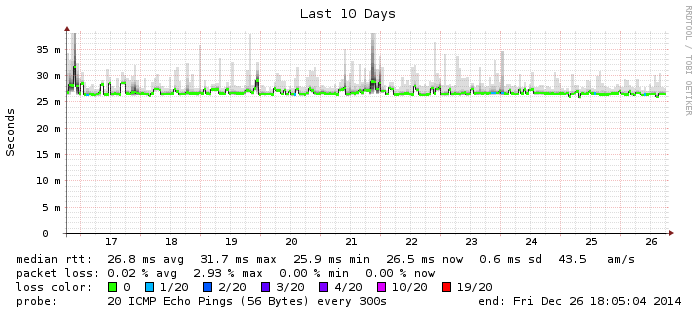 Last 10 Days
RRDTOOL / TOBI OETIKER
Seconds
35 m
30 m
25 m
20 m
15 m
10 m
5 m
0
17 18 19 20 21 22 23 24 25 26
median rtt: 26.8 ms avg 31.7 ms max 25.9 ms min 26.5 ms now 0.6 ms sd 43.5 am/s
packet loss: 0.02 % avg 2.93 % max 0.00 % min 0.00 % now
loss color: 0 1/20 2/20 3/20 4/20 10/20 19/20
probe: 20 ICMP Echo Pings (56 Bytes) every 300s end: Fri Dec 26 18:05:04 2014